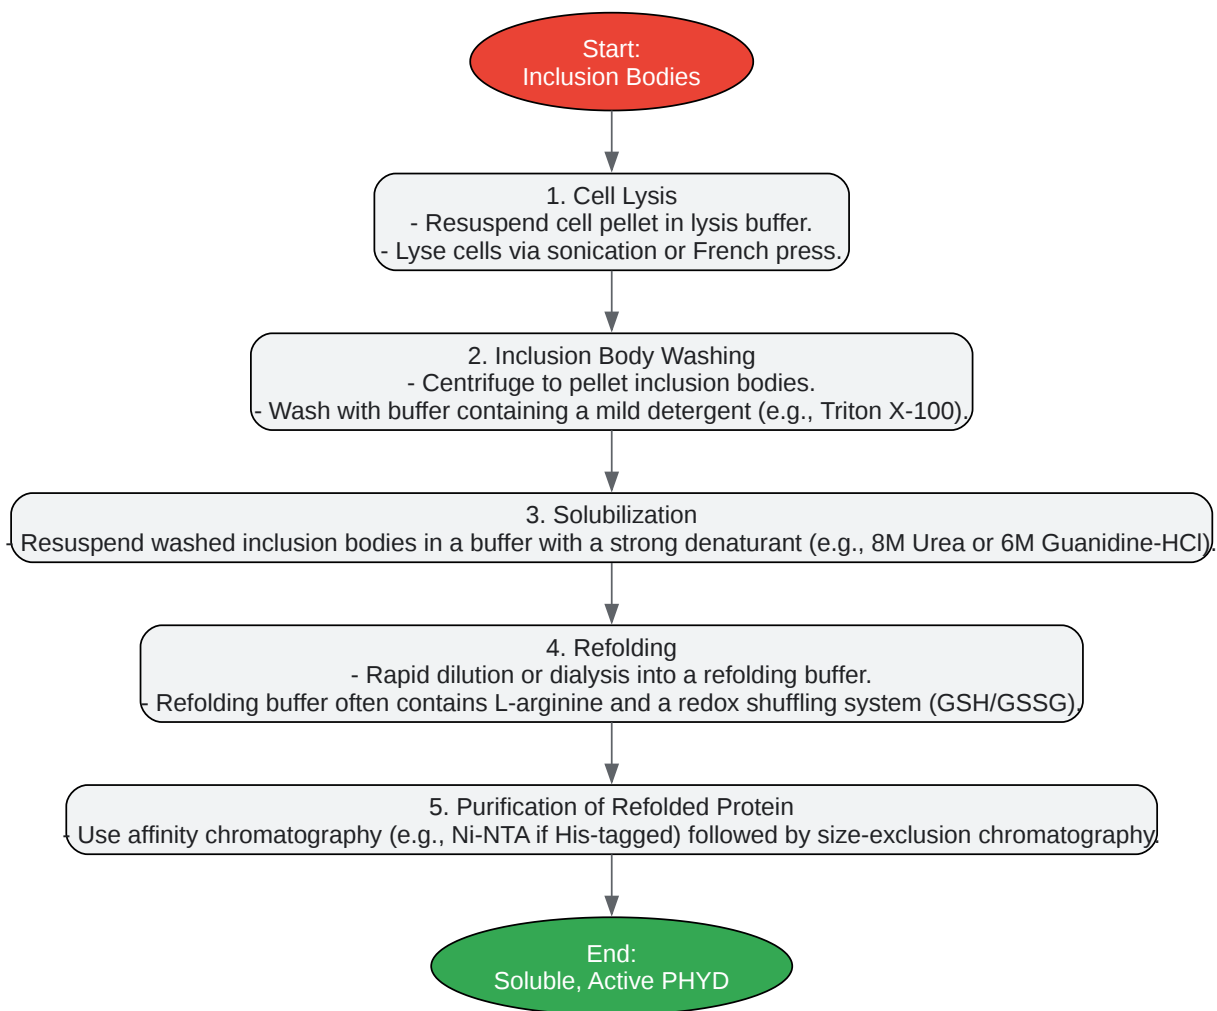 Start:
Inclusion Bodies
1. Cell Lysis
- Resuspend cell pellet in lysis buffer.
- Lyse cells via sonication or French press.
2. Inclusion Body Washing
- Centrifuge to pellet inclusion bodies.
- Wash with buffer containing a mild detergent (e.g., Triton X-100).
3. Solubilization
- Resuspend washed inclusion bodies in a buffer with a strong denaturant (e.g., 8M Urea or 6M Guanidine-HCl).
4. Refolding
- Rapid dilution or dialysis into a refolding buffer.
- Refolding buffer often contains L-arginine and a redox shuffling system (GSH/GSSG).
5. Purification of Refolded Protein
- Use affinity chromatography (e.g., Ni-NTA if His-tagged) followed by size-exclusion chromatography.
End:
Soluble, Active PHYD